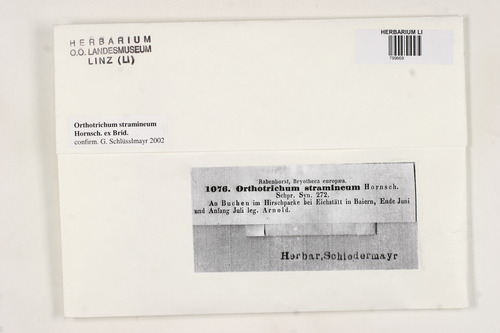 HERBARIUM
O.Ö. LANDESMUSEUM
LINZ (LI)
HERBARIUM LI
799669
Orthotrichum stramineum
Hornsch. ex Brid.
confirm. G. Schlüsslmayr 2002
Rabenhorst, Bryotheca europaea.
1076. Orthotrichum stramineum Hornsch.
Schpr. Syn. 272.
An Buchen im Hirschparke bei Eichstätt in Baiern, Ende Juni
und Anfang Juli leg. Arnold.
Herbar, Schiedermayr